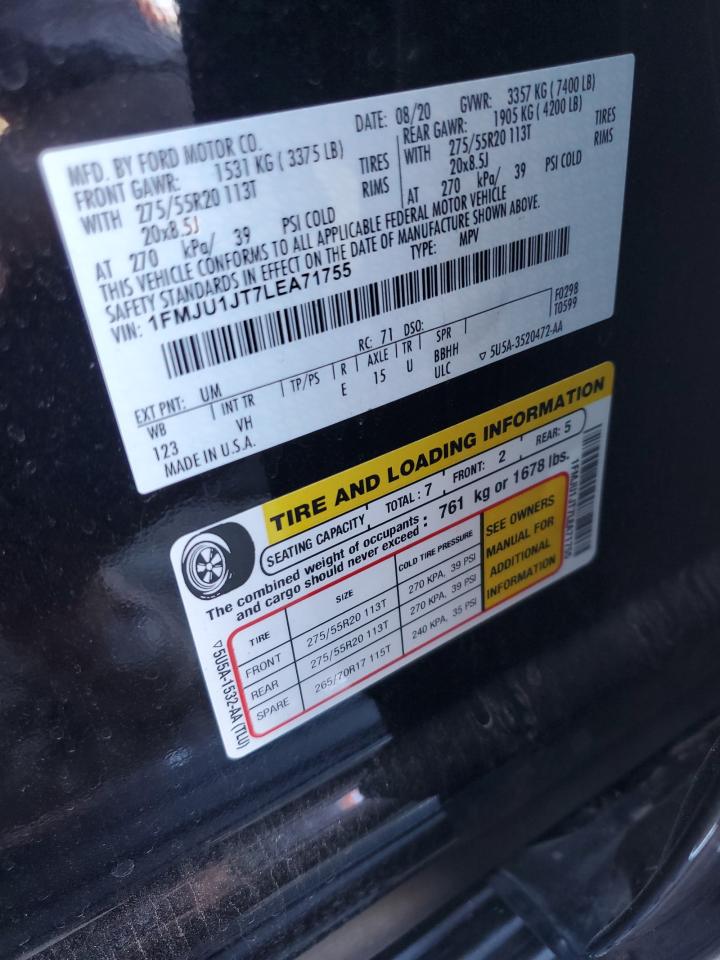 MFD. BY FORD MOTOR CO.
DATE: 08/20 GVWR: 3357 KG ( 7400 LB)
FRONT GAWR: 1531 KG ( 3375 LB) REAR GAWR: 1905 KG ( 4200 LB)
WITH 275/55R20 113T TIRES WITH 275/55R20 113T TIRES
20x8.5J RIMS 20x8.5J RIMS
AT 270 kPa/ 39 PSI COLD AT 270 kPa/ 39 PSI COLD
THIS VEHICLE CONFORMS TO ALL APPLICABLE FEDERAL MOTOR VEHICLE
SAFETY STANDARDS IN EFFECT ON THE DATE OF MANUFACTURE SHOWN ABOVE.
VIN: 1FMJU1JT7LEA71755 TYPE: MPV
F0298
T0599
EXT PNT: UM RC: 71 DSO:
WB INT TR TP/PS R AXLE TR SPR
123 VH E 15 U BBHH
ULC
MADE IN U.S.A. ▽ 5U5A-3520472-AA
TIRE AND LOADING INFORMATION
SEATING CAPACITY TOTAL: 7 FRONT: 2 REAR: 5
The combined weight of occupants
and cargo should never exceed : 761 kg or 1678 lbs.
TIRE SIZE COLD TIRE PRESSURE
FRONT 275/55R20 113T 270 KPA, 39 PSI
REAR 275/55R20 113T 270 KPA, 39 PSI
SPARE 265/70R17 115T 240 KPA, 35 PSI
SEE OWNERS
MANUAL FOR
ADDITIONAL
INFORMATION
▽ 5U5A-1532-AA (TLU)